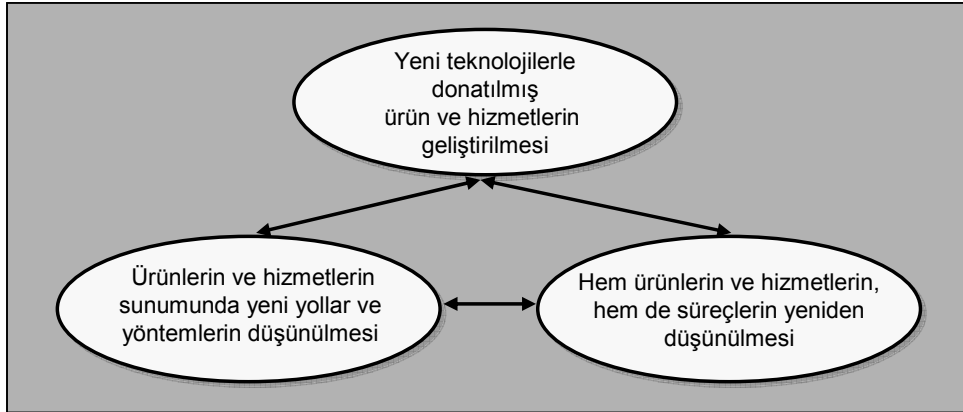 Yeni teknolojilerle
donatılmış
ürün ve hizmetlerin
geliştirilmesi
Ürünlerin ve hizmetlerin
sunumunda yeni yollar ve
yöntemlerin düşünülmesi
Hem ürünlerin ve hizmetlerin,
hem de süreçlerin yeniden
düşünülmesi